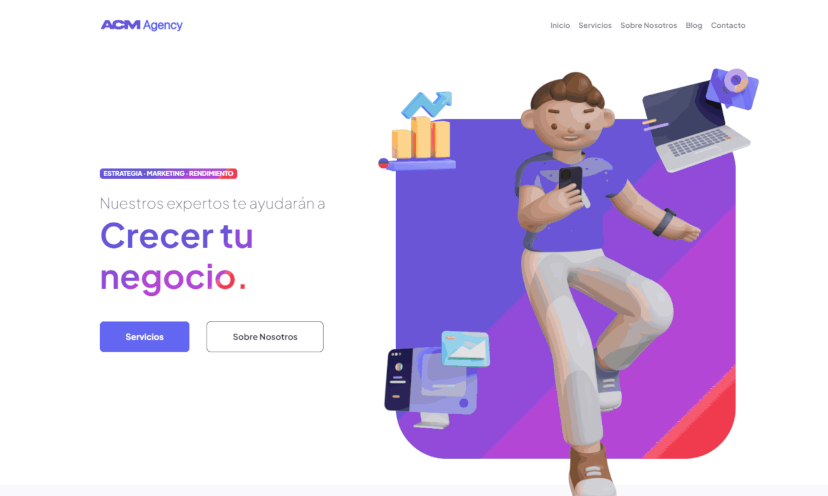 ACM Agency
Inicio Servicios Sobre Nosotros Blog Contacto
ESTRATEGIA - MARKETING - RENDIMIENTO
Nuestros expertos te ayudarán a
Crecer tu
negocio.
Servicios
Sobre Nosotros